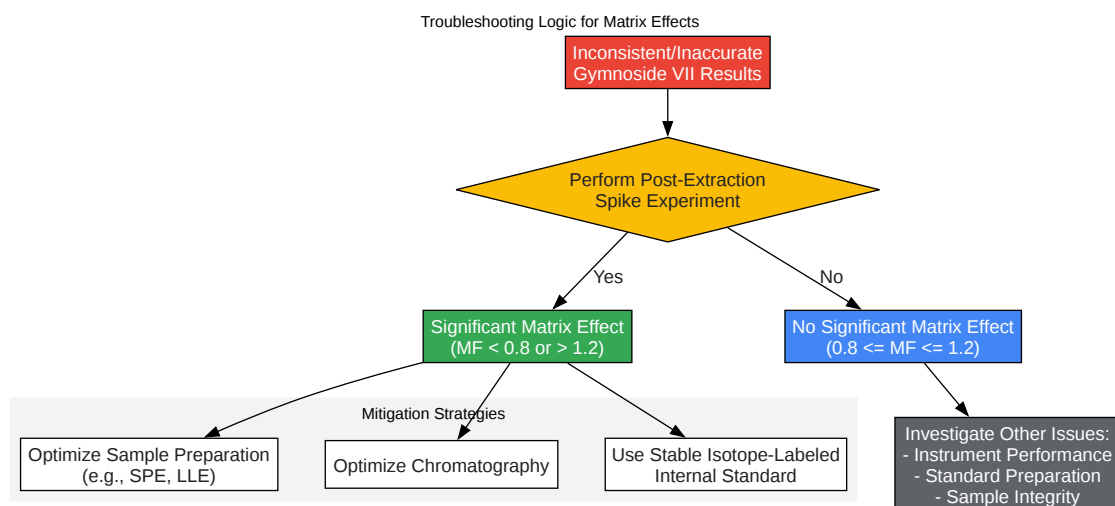 Troubleshooting Logic for Matrix Effects
Inconsistent/Inaccurate
Gymnoside VII Results
Perform Post-Extraction
Spike Experiment
Yes
No
Significant Matrix Effect
(MF < 0.8 or > 1.2)
No Significant Matrix Effect
(0.8 <= MF <= 1.2)
Mitigation Strategies
Optimize Sample Preparation
(e.g., SPE, LLE)
Optimize Chromatography
Use Stable Isotope-Labeled
Internal Standard
Investigate Other Issues:
- Instrument Performance
- Standard Preparation
- Sample Integrity